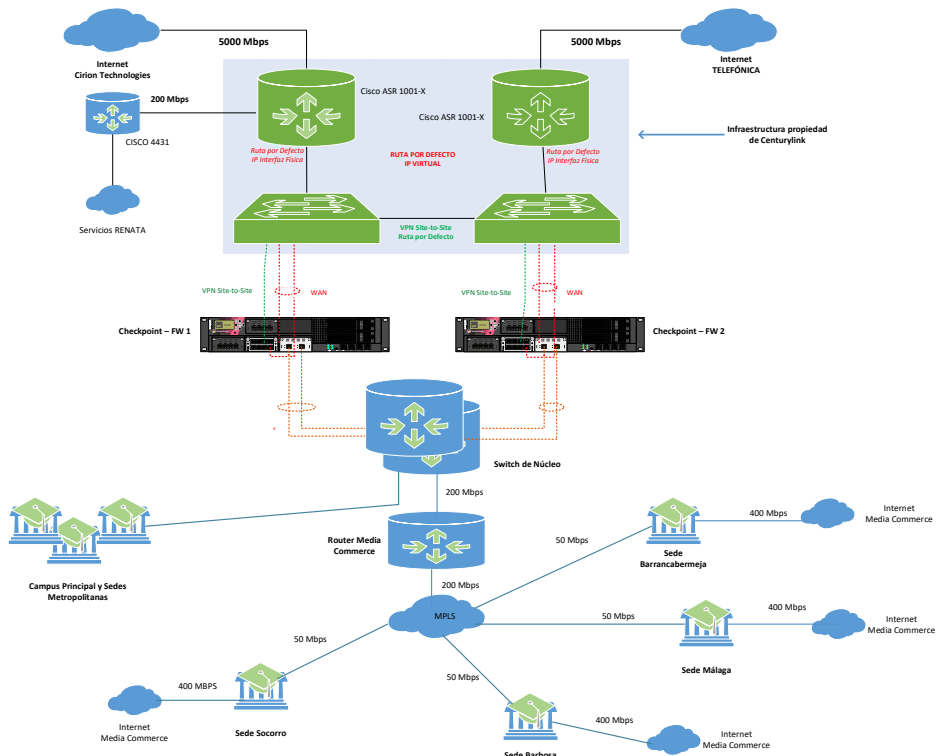 5000 Mbps
5000 Mbps
Internet
Cirion Technologies
Internet
TELEFÓNICA
200 Mbps
Cisco ASR 1001-X
Cisco ASR 1001-X
CISCO 4431
Infraestructura propiedad
de Centurylink
Ruta por Defecto
IP Interfaz Física
RUTA POR DEFECTO
IP VIRTUAL
Ruta por Defecto
IP Interfaz Física
Servicios RENATA
VPN Site-to-Site
Ruta por Defecto
VPN Site-to-Site
WAN
VPN Site-to-Site
WAN
Checkpoint – FW 1
Checkpoint – FW 2
4
Switch de Núcleo
200 Mbps
Router Media
Commerce
200 Mbps
MPLS
Campus Principal y Sedes
Metropolitanas
50 Mbps
Sede
Barrancabermeja
400 Mbps
Internet
Media Commerce
50 Mbps
Sede Málaga
400 Mbps
Internet
Media Commerce
50 Mbps
Sede Socorro
400 MBPS
Internet
Media Commerce
50 Mbps
Sede Barbosa
400 Mbps
Internet
Media Commerce